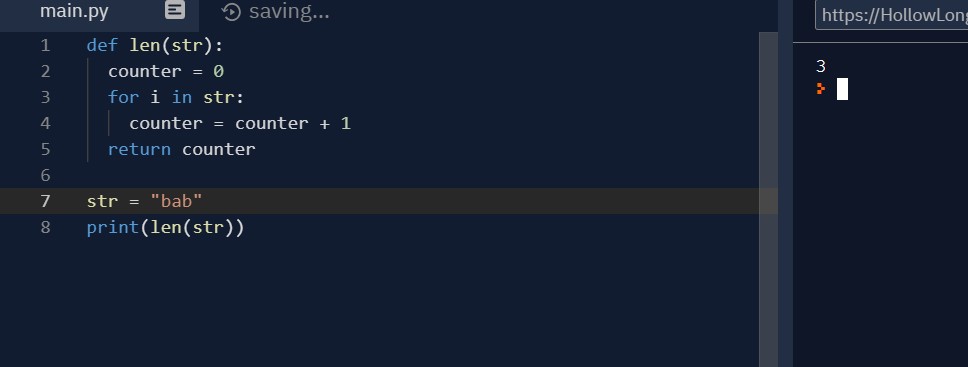 main.py
saving...
https://HollowLong
1 def len(str):
2 counter = 0
3 for i in str:
4 counter = counter + 1
5 return counter
6
7 str = "bab"
8 print(len(str))
3